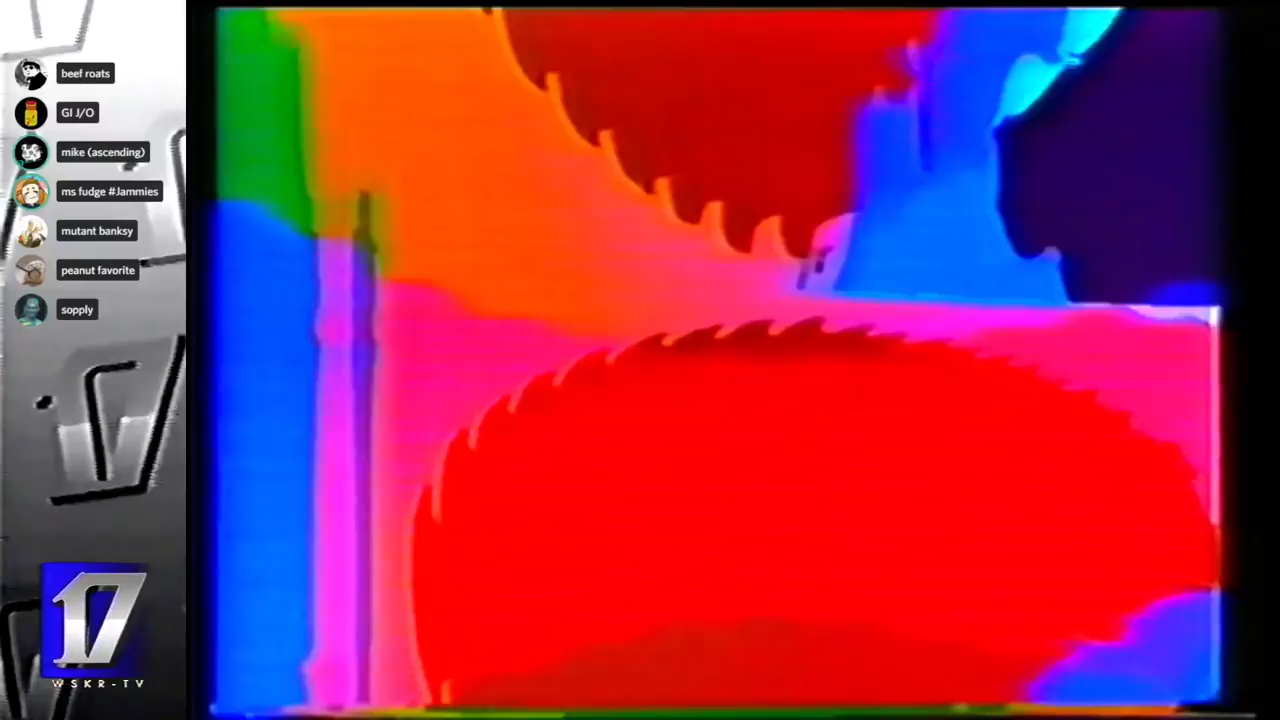 beef roats
GI J/O
mike (ascending)
ms fudge #Jammies
mutant banksy
peanut favorite
sopply
17
WSKR-TV